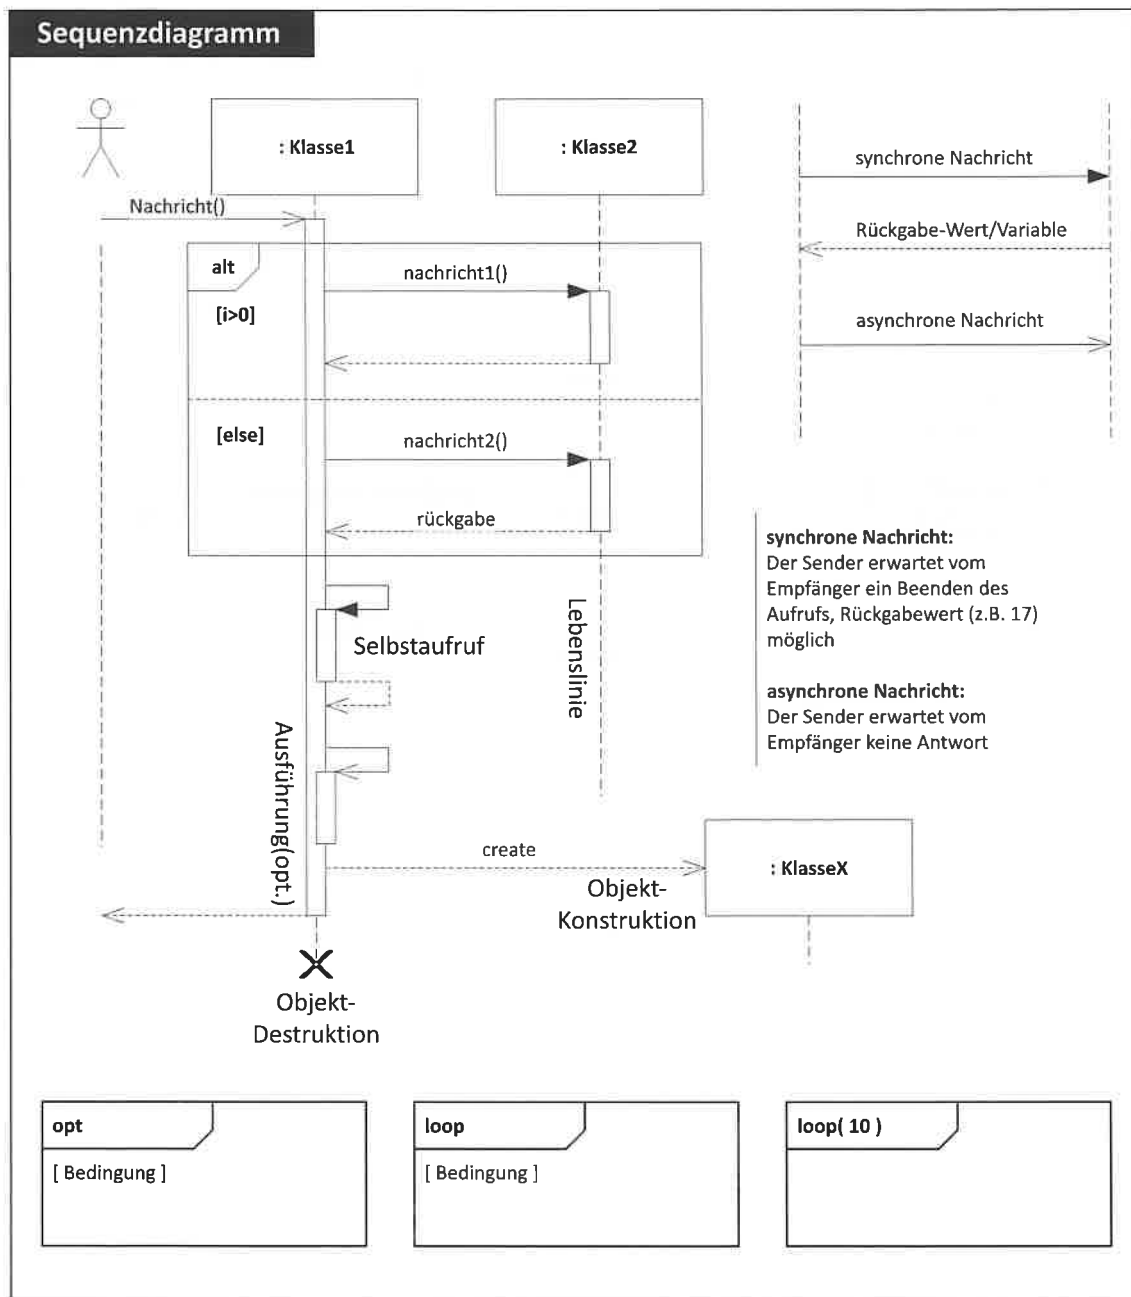 Sequenzdiagramm
: Klasse1
: Klasse2
synchrone Nachricht
Nachricht()
Rückgabe-Wert/Variable
alt
nachricht1()
[i>0]
asynchrone Nachricht
[else]
nachricht2()
rückgabe
synchrone Nachricht:
Der Sender erwartet vom
Empfänger ein Beenden des
Aufrufs, Rückgabewert (z.B. 17)
möglich
Selbstaufruf
Lebenslinie
asynchrone Nachricht:
Der Sender erwartet vom
Empfänger keine Antwort
Ausführung(opt.)
create
: KlasseX
Objekt-
Konstruktion
Objekt-
Destruktion
opt
[ Bedingung ]
loop
[ Bedingung ]
loop( 10 )